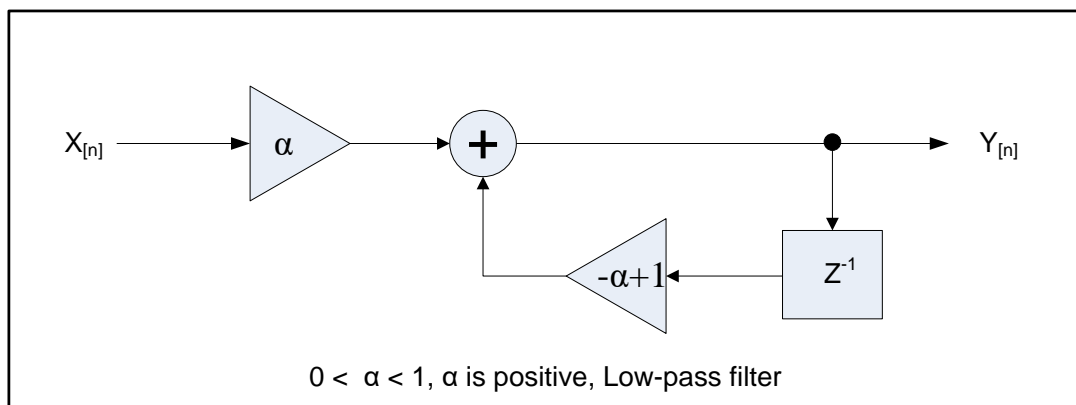 X[n]
α
+
Y[n]
-α+1
Z-1
0 < α < 1, α is positive, Low-pass filter